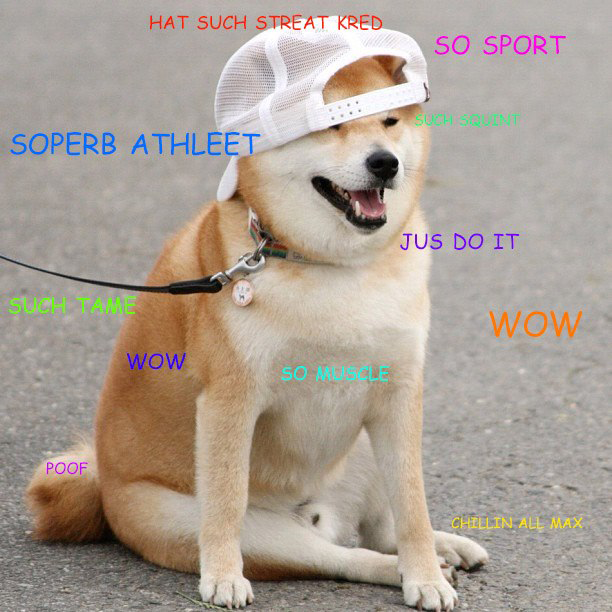 HAT SUCH STREAT KRED
SO SPORT
SUCH SQUINT
SOPERB ATHLEET
JUS DO IT
SUCH TAME
WOW
WOW
SO MUSCLE
POOF
CHILLIN ALL MAX